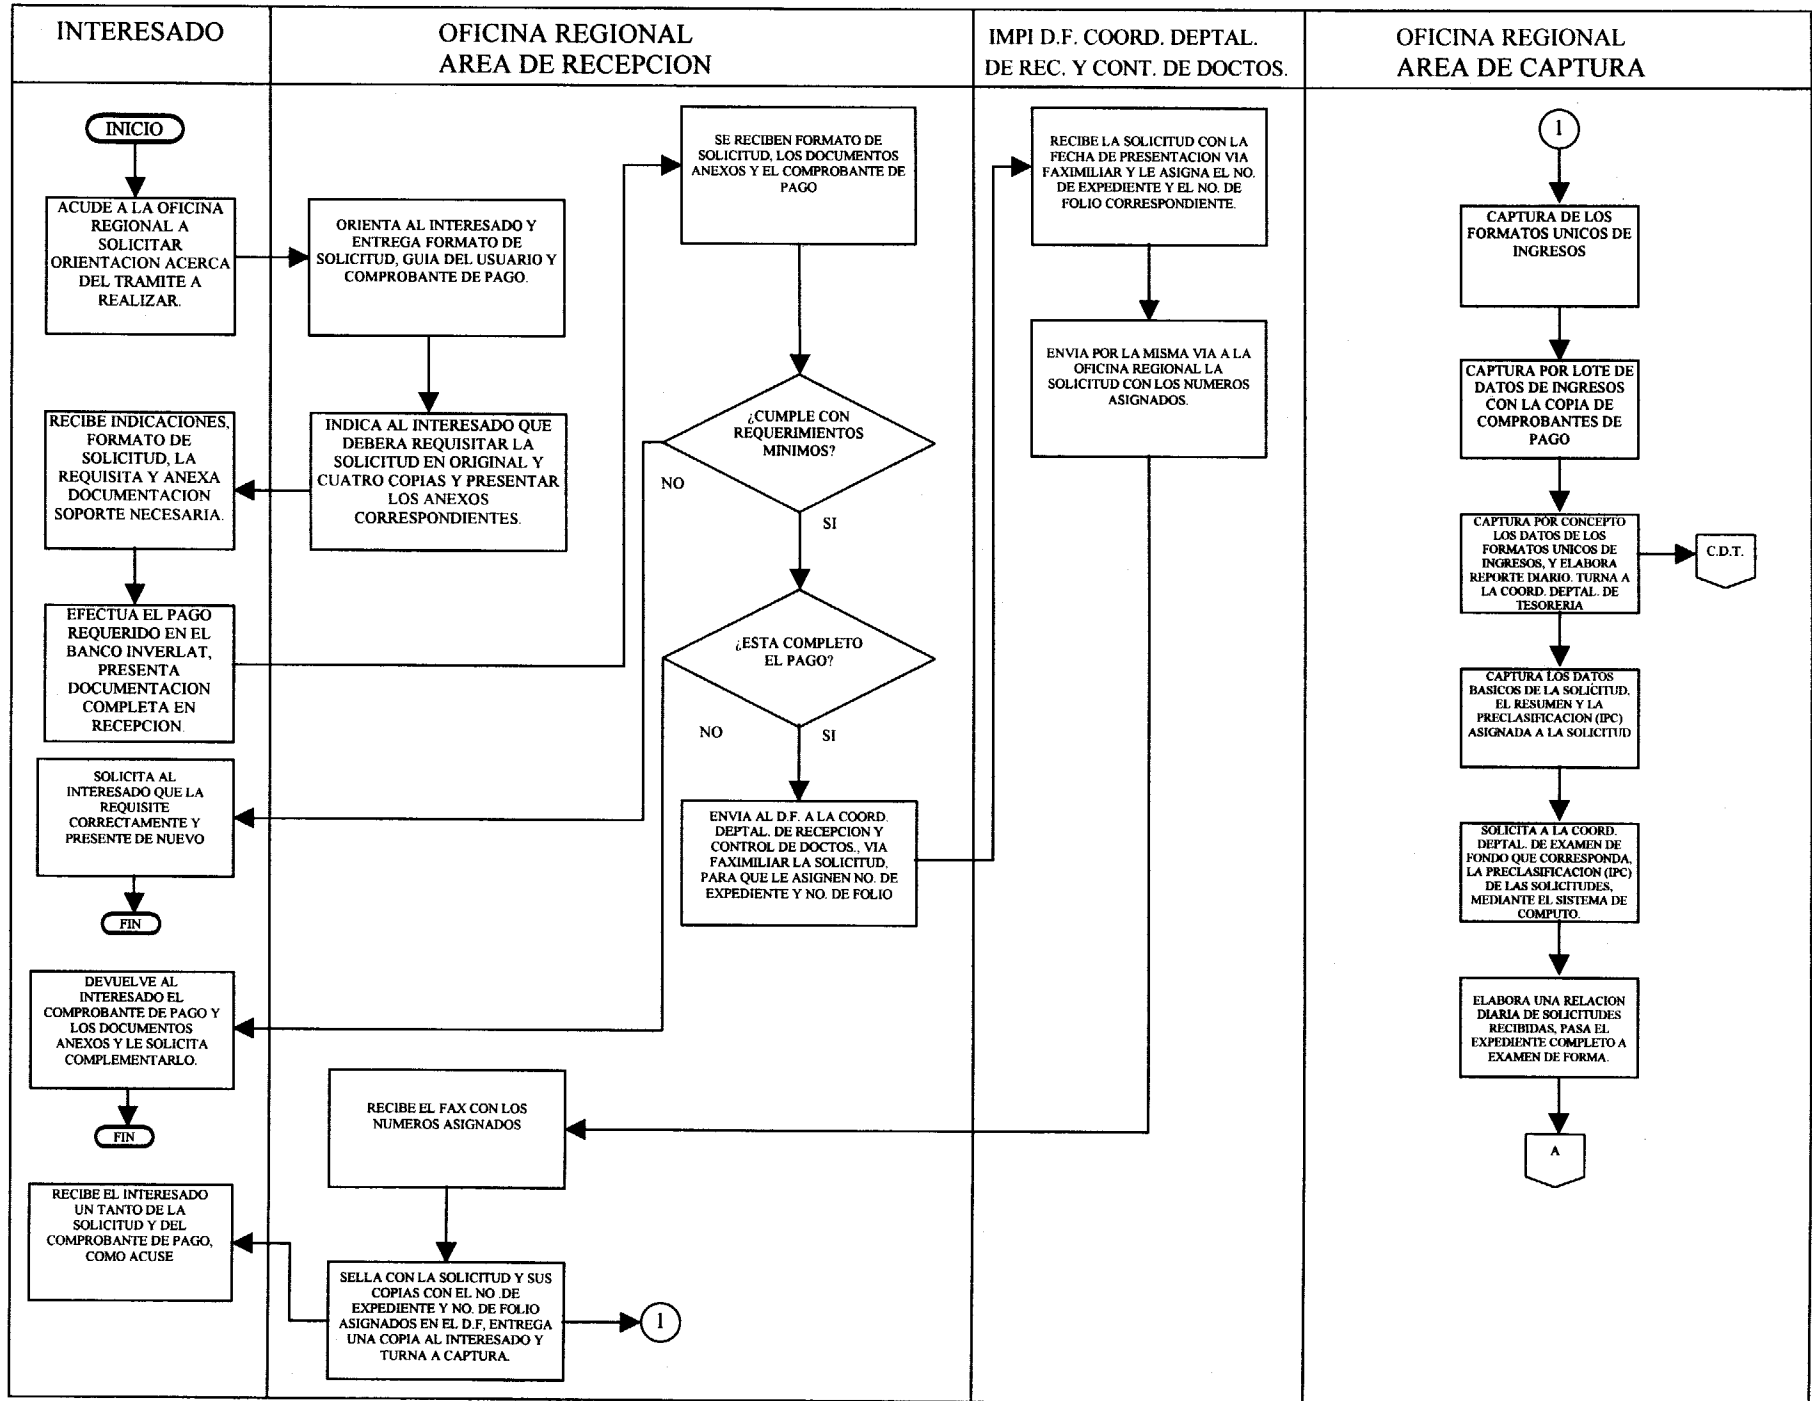 INTERESADO
OFICINA REGIONAL
AREA DE RECEPCION
IMPI D.F. COORD. DEPTAL.
DE REC. Y CONT. DE DOCTOS.
OFICINA REGIONAL
AREA DE CAPTURA
INICIO
ACUDE A LA OFICINA
REGIONAL A
SOLICITAR
ORIENTACION ACERCA
DEL TRAMITE A
REALIZAR.
RECIBE INDICACIONES,
FORMATO DE
SOLICITUD, LA
REQUISITA Y ANEXA
DOCUMENTACION
SOPORTE NECESARIA.
EFECTUA EL PAGO
REQUERIDO EN EL
BANCO INVERLAT,
PRESENTA
DOCUMENTACION
COMPLETA EN
RECEPCION.
SOLICITA AL
INTERESADO QUE LA
REQUISITE
CORRECTAMENTE Y
PRESENTE DE NUEVO
FIN
DEVUELVE AL
INTERESADO EL
COMPROBANTE DE PAGO Y
LOS DOCUMENTOS
ANEXOS Y LE SOLICITA
COMPLEMENTARLO.
FIN
RECIBE EL INTERESADO
UN TANTO DE LA
SOLICITUD Y DEL
COMPROBANTE DE PAGO,
COMO ACUSE
ORIENTA AL INTERESADO Y
ENTREGA FORMATO DE
SOLICITUD, GUIA DEL USUARIO Y
COMPROBANTE DE PAGO.
INDICA AL INTERESADO QUE
DEBERA REQUISITAR LA
SOLICITUD EN ORIGINAL Y
CUATRO COPIAS Y PRESENTAR
LOS ANEXOS
CORRESPONDIENTES.
SE RECIBEN FORMATO DE
SOLICITUD, LOS DOCUMENTOS
ANEXOS Y EL COMPROBANTE DE
PAGO
¿CUMPLE CON
REQUERIMIENTOS
MINIMOS?
NO
SI
¿ESTA COMPLETO
EL PAGO?
NO
SI
ENVIA AL D.F. A LA COORD.
DEPTAL. DE RECEPCION Y
CONTROL DE DOCTOS., VIA
FAXIMILIAR LA SOLICITUD,
PARA QUE LE ASIGNEN NO. DE
EXPEDIENTE Y NO. DE FOLIO
RECIBE EL FAX CON LOS
NUMEROS ASIGNADOS
SELLA CON LA SOLICITUD Y SUS
COPIAS CON EL NO .DE
EXPEDIENTE Y NO. DE FOLIO
ASIGNADOS EN EL D.F, ENTREGA
UNA COPIA AL INTERESADO Y
TURNA A CAPTURA.
1
RECIBE LA SOLICITUD CON LA
FECHA DE PRESENTACION VIA
FAXIMILIAR Y LE ASIGNA EL NO.
DE EXPEDIENTE Y EL NO. DE
FOLIO CORRESPONDIENTE.
ENVIA POR LA MISMA VIA A LA
OFICINA REGIONAL LA
SOLICITUD CON LOS NUMEROS
ASIGNADOS.
1
CAPTURA DE LOS
FORMATOS UNICOS DE
INGRESOS
CAPTURA POR LOTE DE
DATOS DE INGRESOS
CON LA COPIA DE
COMPROBANTES DE
PAGO
CAPTURA POR CONCEPTO
LOS DATOS DE LOS
FORMATOS UNICOS DE
INGRESOS, Y ELABORA
REPORTE DIARIO. TURNA A
LA COORD. DEPTAL. DE
TESORERIA
C.D.T.
CAPTURA LOS DATOS
BASICOS DE LA SOLICITUD,
EL RESUMEN Y LA
PRECLASIFICACION (IPC)
ASIGNADA A LA SOLICITUD
SOLICITA A LA COORD.
DEPTAL. DE EXAMEN DE
FONDO QUE CORRESPONDA,
LA PRECLASIFICACION (IPC)
DE LAS SOLICITUDES,
MEDIANTE EL SISTEMA DE
COMPUTO.
ELABORA UNA RELACION
DIARIA DE SOLICITUDES
RECIBIDAS, PASA EL
EXPEDIENTE COMPLETO A
EXAMEN DE FORMA.
A